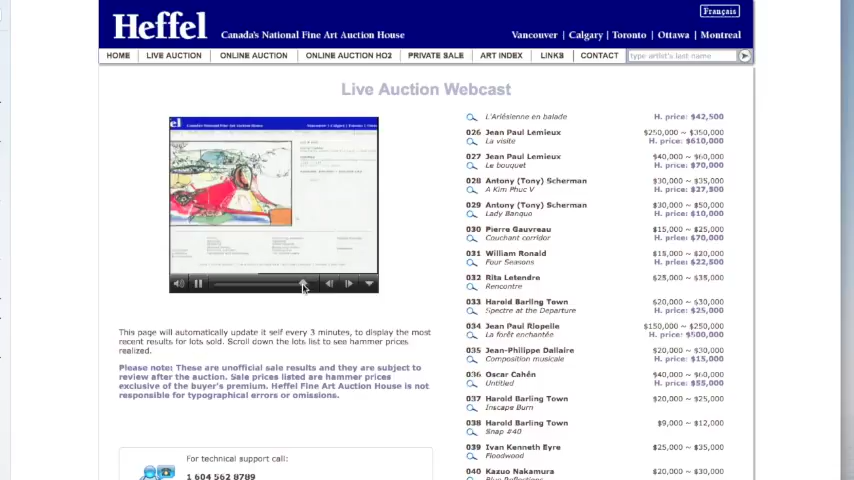 Français
Heffel
Canada's National Fine Art Auction House
Vancouver | Calgary | Toronto | Ottawa | Montreal
HOME LIVE AUCTION ONLINE AUCTION ONLINE AUCTION HO2 PRIVATE SALE ART INDEX LINKS CONTACT type artist's last name
Live Auction Webcast
L'Arlésienne en balade H. price: $42,500
026 Jean Paul Lemieux $250,000 ~ $350,000
La visite H. price: $610,000
027 Jean Paul Lemieux $40,000 ~ $60,000
Le bouquet H. price: $70,000
028 Antony (Tony) Scherman $30,000 ~ $35,000
A Kim Phuc V H. price: $27,500
029 Antony (Tony) Scherman $30,000 ~ $50,000
Lady Banquo H. price: $10,000
030 Pierre Gauvreau $15,000 ~ $25,000
Couchant corridor H. price: $70,000
031 William Ronald $15,000 ~ $20,000
Four Seasons H. price: $22,500
032 Rita Letendre $25,000 ~ $35,000
Rencontre
033 Harold Barling Town $20,000 ~ $30,000
Spectre at the Departure H. price: $25,000
034 Jean Paul Riopelle $150,000 ~ $250,000
La forêt enchantée H. price: $500,000
035 Jean-Philippe Dallaire $20,000 ~ $30,000
Composition musicale H. price: $15,000
036 Oscar Cahén $40,000 ~ $60,000
Untitled H. price: $55,000
037 Harold Barling Town $20,000 ~ $25,000
Inscape Burn
038 Harold Barling Town $9,000 ~ $12,000
Snap #40
039 Ivan Kenneth Eyre $25,000 ~ $35,000
Floodwood
040 Kazuo Nakamura $20,000 ~ $30,000
Blue Reflections
This page will automatically update it self every 3 minutes, to display the most
recent results for lots sold. Scroll down the lots list to see hammer prices
realized.
Please note: These are unofficial sale results and they are subject to
review after the auction. Sale prices listed are hammer prices
exclusive of the buyer's premium. Heffel Fine Art Auction House is not
responsible for typographical errors or omissions.
For technical support call:
1 604 562 8789